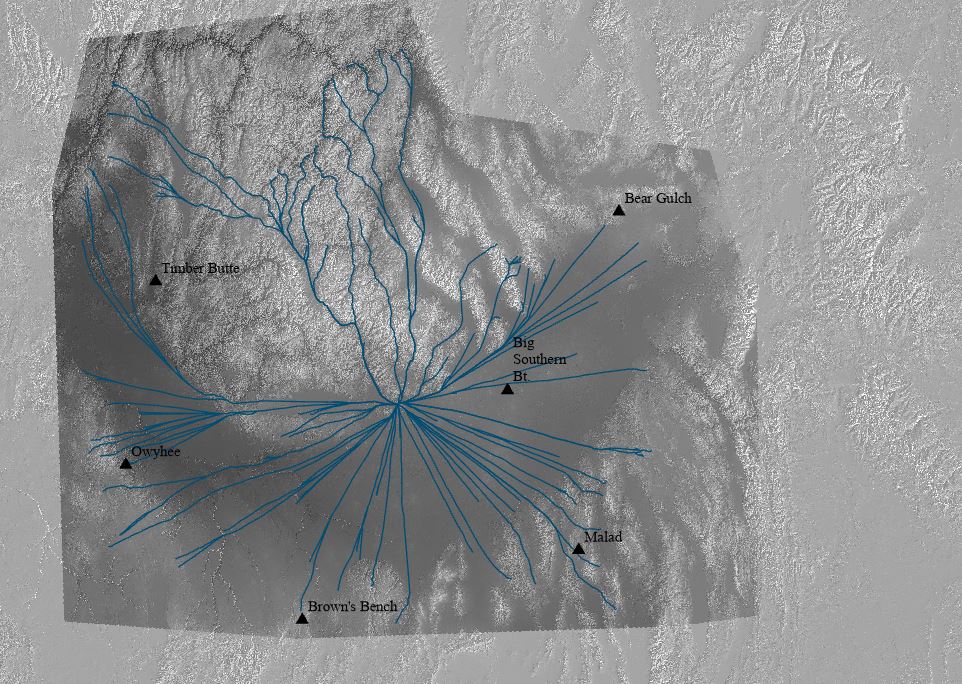 Bear Gulch
Timber Butte
Big
Southern
Bt.
Owyhee
Malad
Brown's Bench